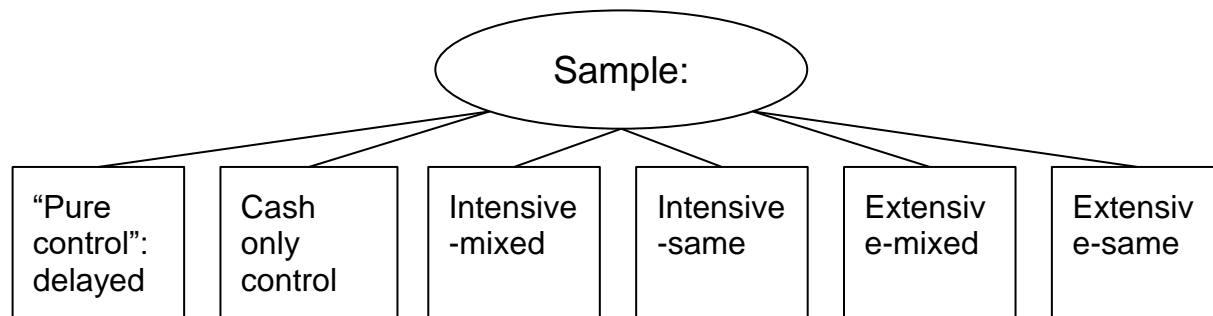 Sample:
“Pure
control”:
delayed
Cash
only
control
Intensive
-mixed
Intensive
-same
Extensiv
e-mixed
Extensiv
e-same